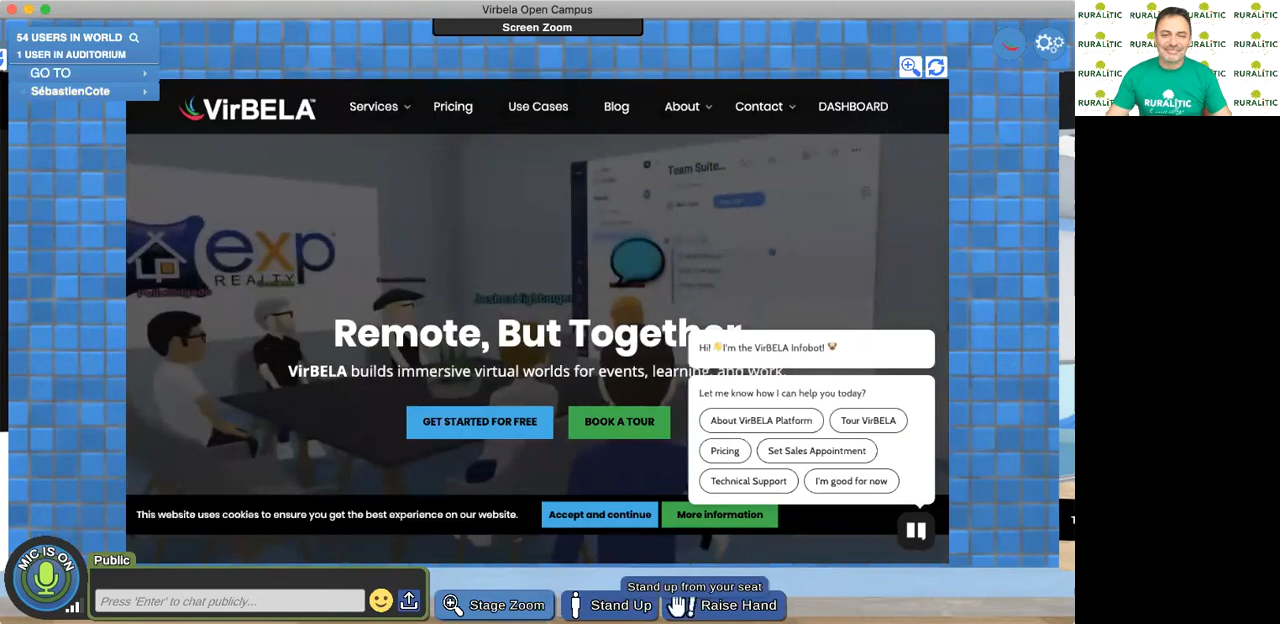 Virbela Open Campus
Screen Zoom
54 USERS IN WORLD
1 USER IN AUDITORIUM
GO TO
SébastienCote
VirBELA™
Services
Pricing
Use Cases
Blog
About
Contact
DASHBOARD
Team Suite...
exp
REALTY
Remote, But Together
VirBELA builds immersive virtual worlds for events, learning, and work.
GET STARTED FOR FREE
BOOK A TOUR
Hi! 👋 I'm the VirBELA Infobot!
Let me know how I can help you today?
About VirBELA Platform
Tour VirBELA
Pricing
Set Sales Appointment
Technical Support
I'm good for now
This website uses cookies to ensure you get the best experience on our website.
Accept and continue
More information
MIC IS ON
Public
Press 'Enter' to chat publicly...
Stage Zoom
Stand up from your seat
Stand Up
Raise Hand
RURALITIC
RURALITIC
RURALITIC